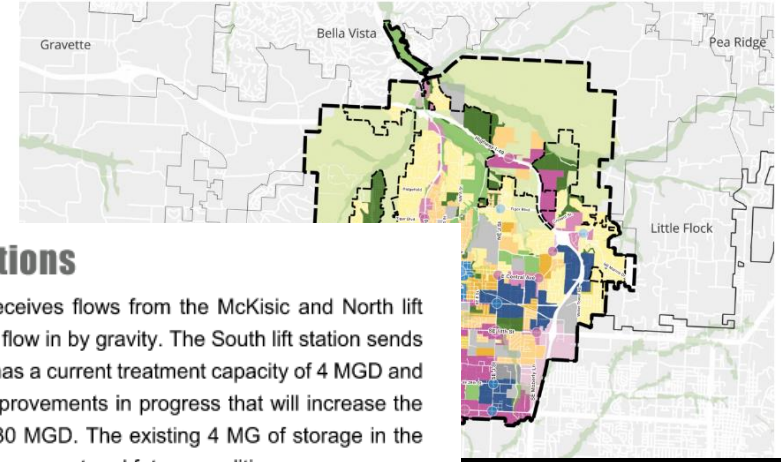 Gravette
Bella Vista
Pea Ridge
Little Flock
tions
eceives flows from the McKisic and North lift
flow in by gravity. The South lift station sends
has a current treatment capacity of 4 MGD and
provements in progress that will increase the
30 MGD. The existing 4 MG of storage in the